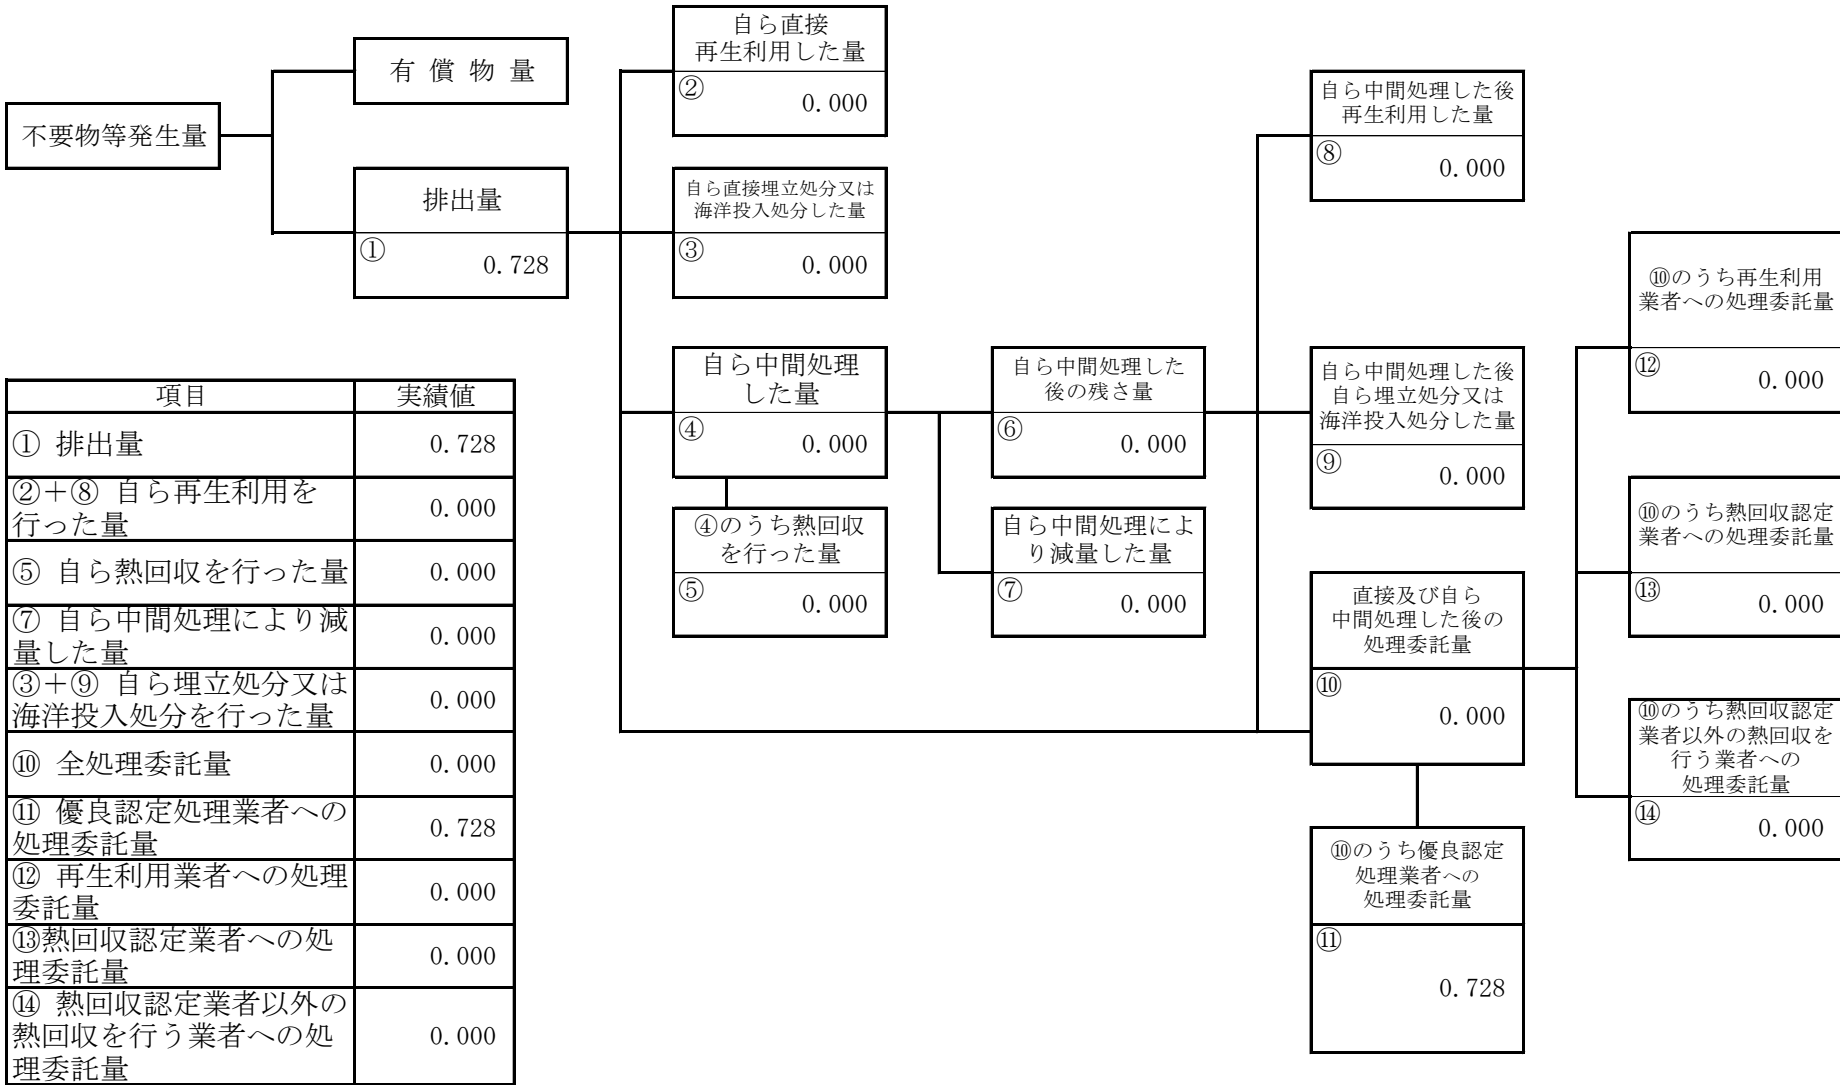 不要物等発生量
有 償 物 量
排出量
①
0.728
自ら直接
再生利用した量
②
0.000
自ら直接埋立処分又は
海洋投入処分した量
③
0.000
自ら中間処理
した量
④
0.000
④のうち熱回収
を行った量
⑤
0.000
自ら中間処理した
後の残さ量
⑥
0.000
自ら中間処理によ
り減量した量
⑦
0.000
自ら中間処理した後
再生利用した量
⑧
0.000
自ら中間処理した後
自ら埋立処分又は
海洋投入処分した量
⑨
0.000
直接及び自ら
中間処理した後の
処理委託量
⑩
0.000
⑩のうち優良認定
処理業者への
処理委託量
⑪
0.728
⑩のうち再生利用
業者への処理委託量
⑫
0.000
⑩のうち熱回収認定
業者への処理委託量
⑬
0.000
⑩のうち熱回収認定
業者以外の熱回収を
行う業者への
処理委託量
⑭
0.000
項目 実績値
① 排出量 0.728
②＋⑧ 自ら再生利用を
行った量 0.000
⑤ 自ら熱回収を行った量 0.000
⑦ 自ら中間処理により減
量した量 0.000
③＋⑨ 自ら埋立処分又は
海洋投入処分を行った量 0.000
⑩ 全処理委託量 0.000
⑪ 優良認定処理業者への
処理委託量 0.728
⑫ 再生利用業者への処理
委託量 0.000
⑬熱回収認定業者への処
理委託量 0.000
⑭ 熱回収認定業者以外の
熱回収を行う業者への処
理委託量 0.000